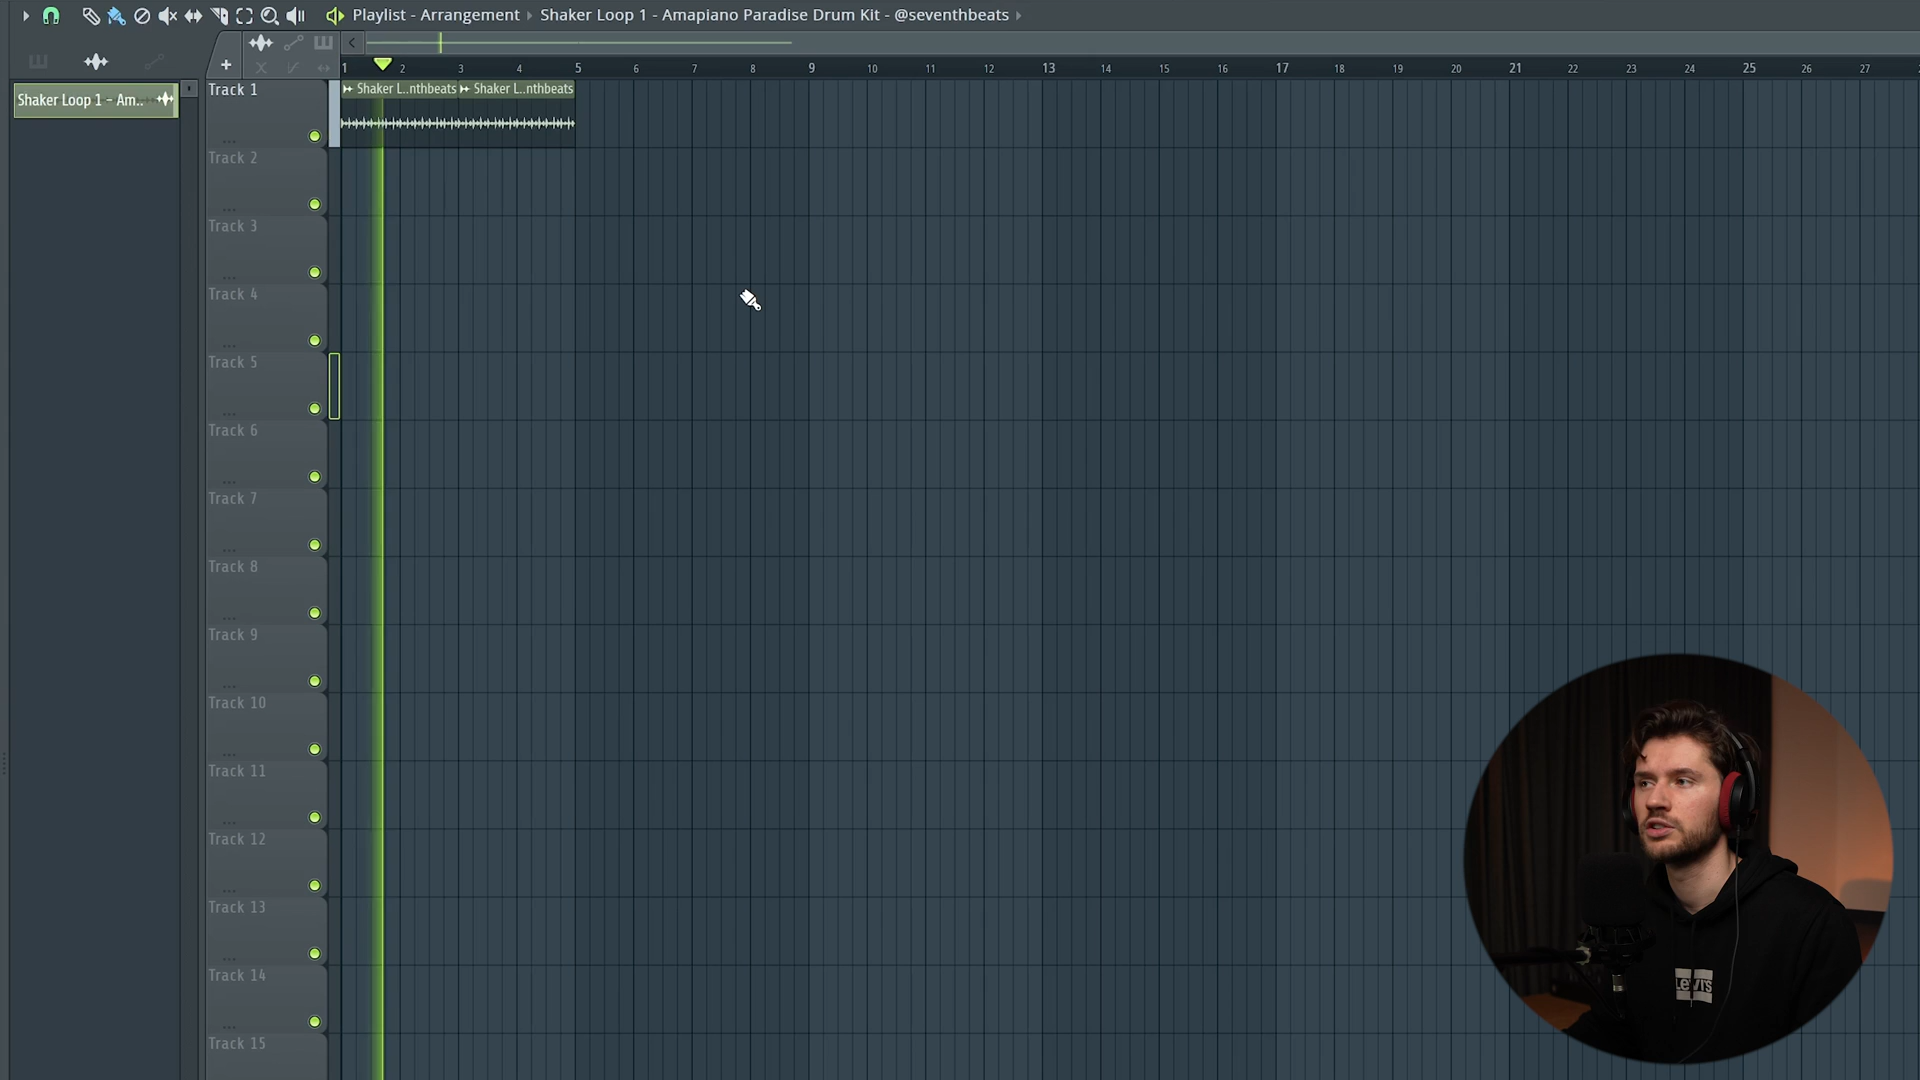 Playlist - Arrangement Shaker Loop 1 - Amapiano Paradise Drum Kit - @seventhbeats
1 2 3 4 5 6 7 8 9 10 11 12 13 14 15 16 17 18 19 20 21 22 23 24 25 26 27
Shaker Loop 1 - Am..
Track 1
Shaker L..nthbeats Shaker L..nthbeats
Track 2
Track 3
Track 4
Track 5
Track 6
Track 7
Track 8
Track 9
Track 10
Track 11
Track 12
Track 13
Track 14
Track 15
LEVI'S